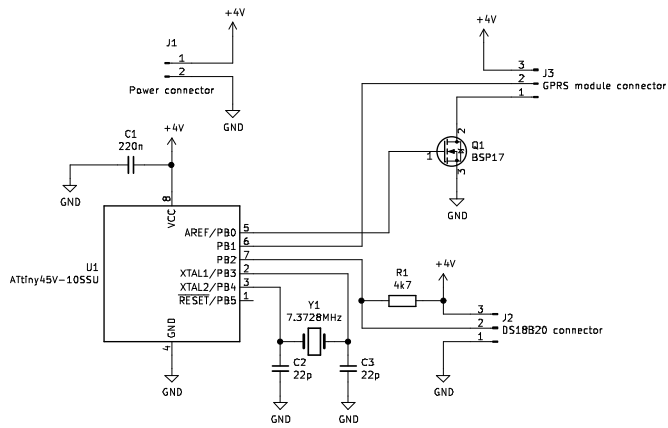 +4V
J1
1
2
Power connector
GND
+4V
3
J3
2
GPRS module connector
1
C1
220n
+4V
GND
2
Q1
1
BSP17
3
GND
8
VCC
U1
ATtiny45V-10SSU
AREF/PB0 5
PB1 6
PB2 7
XTAL1/PB3 2
XTAL2/PB4 3
RESET/PB5 1
GND
4
GND
Y1
7.3728MHz
C2
22p
C3
22p
GND
GND
R1
4k7
+4V
3
J2
2
DS18B20 connector
1
GND